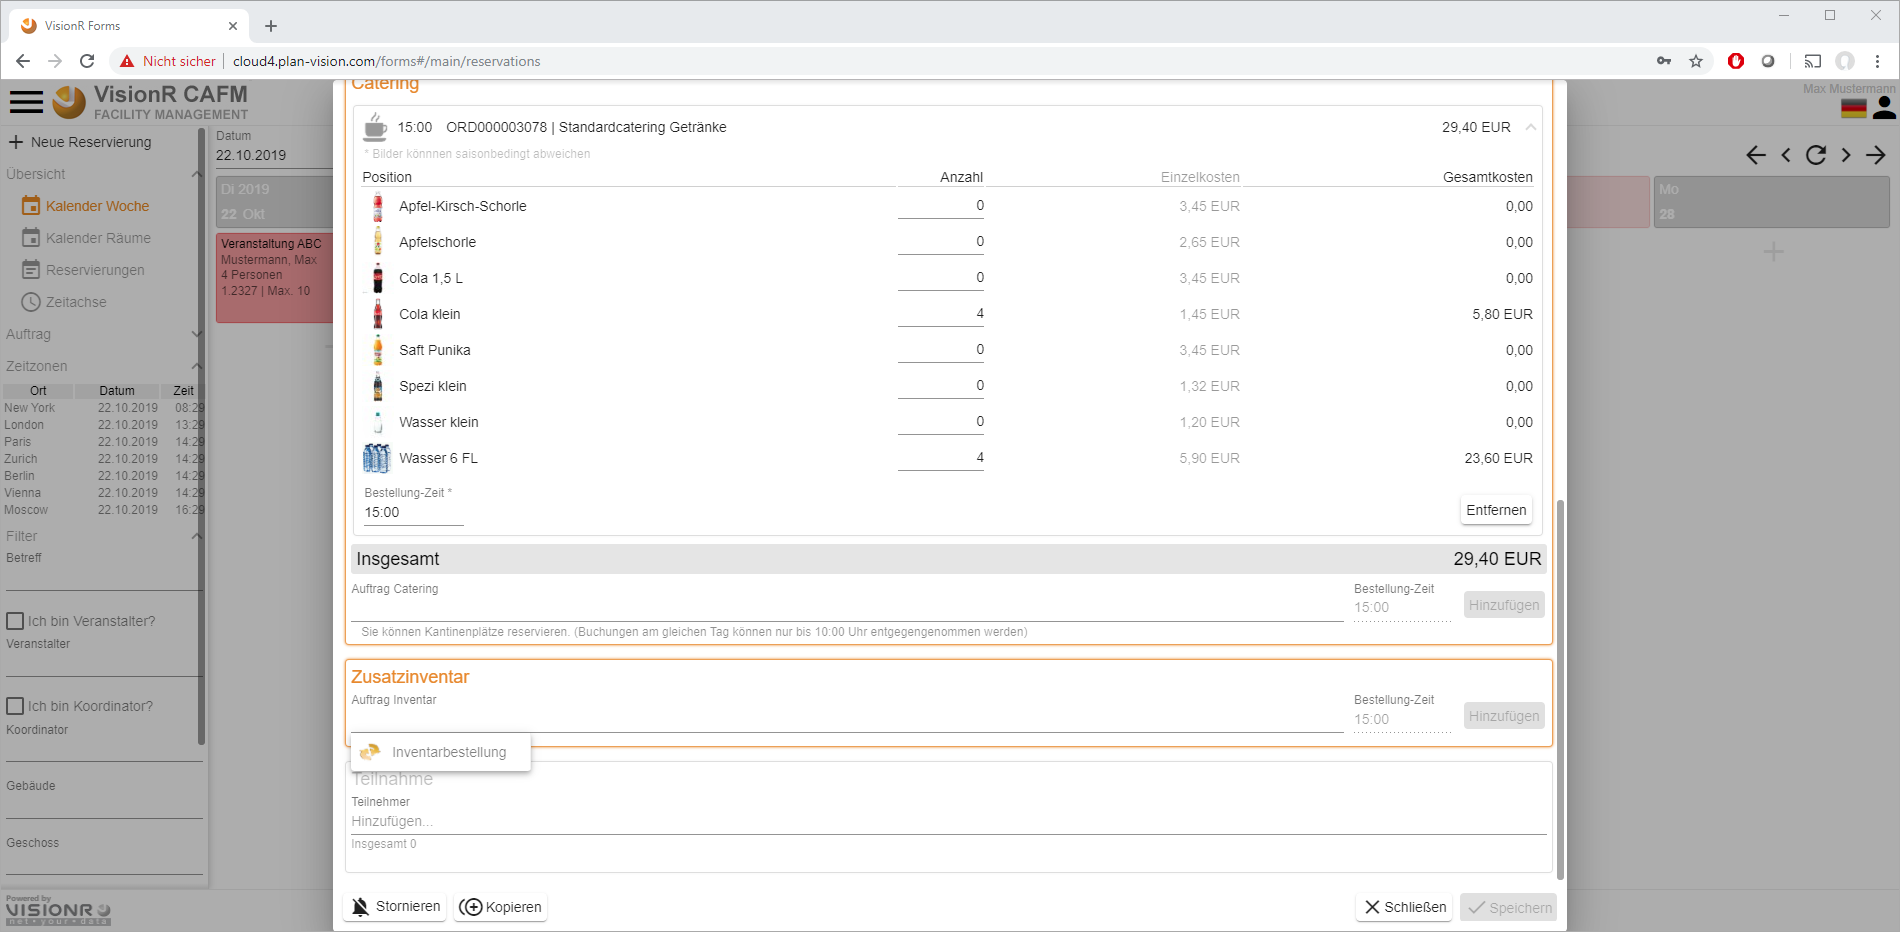 VisionR Forms
Nicht sicher
cloud4.plan-vision.com/forms#/main/reservations
VisionR CAFM
FACILITY MANAGEMENT
Max Mustermann
Neue Reservierung
Übersicht
Kalender Woche
Kalender Räume
Reservierungen
Zeitachse
Auftrag
Zeitzonen
Ort Datum Zeit
New York 22.10.2019 08:29
London 22.10.2019 13:29
Paris 22.10.2019 14:29
Zurich 22.10.2019 14:29
Berlin 22.10.2019 14:29
Vienna 22.10.2019 14:29
Moscow 22.10.2019 16:29
Filter
Betreff
Ich bin Veranstalter?
Veranstalter
Ich bin Koordinator?
Koordinator
Gebäude
Geschoss
Powered by
VISIONR
net-your-data
Datum
22.10.2019
Di 2019
22 Okt
Veranstaltung ABC
Mustermann, Max
4 Personen
1.2327 | Max. 10
Mo
28
Catering
15:00 ORD000003078 | Standardcatering Getränke 29,40 EUR
* Bilder könnnen saisonbedingt abweichen
Position Anzahl Einzelkosten Gesamtkosten
Apfel-Kirsch-Schorle 0 3,45 EUR 0,00
Apfelschorle 0 2,65 EUR 0,00
Cola 1,5 L 0 3,45 EUR 0,00
Cola klein 4 1,45 EUR 5,80 EUR
Saft Punika 0 3,45 EUR 0,00
Spezi klein 0 1,32 EUR 0,00
Wasser klein 0 1,20 EUR 0,00
Wasser 6 FL 4 5,90 EUR 23,60 EUR
Bestellung-Zeit *
15:00
Entfernen
Insgesamt 29,40 EUR
Auftrag Catering
Bestellung-Zeit
15:00
Hinzufügen
Sie können Kantinenplätze reservieren. (Buchungen am gleichen Tag können nur bis 10:00 Uhr entgegengenommen werden)
Zusatzinventar
Auftrag Inventar
Bestellung-Zeit
15:00
Hinzufügen
Inventarbestellung
Teilnahme
Teilnehmer
Hinzufügen...
Insgesamt 0
Stornieren
Kopieren
Schließen
Speichern